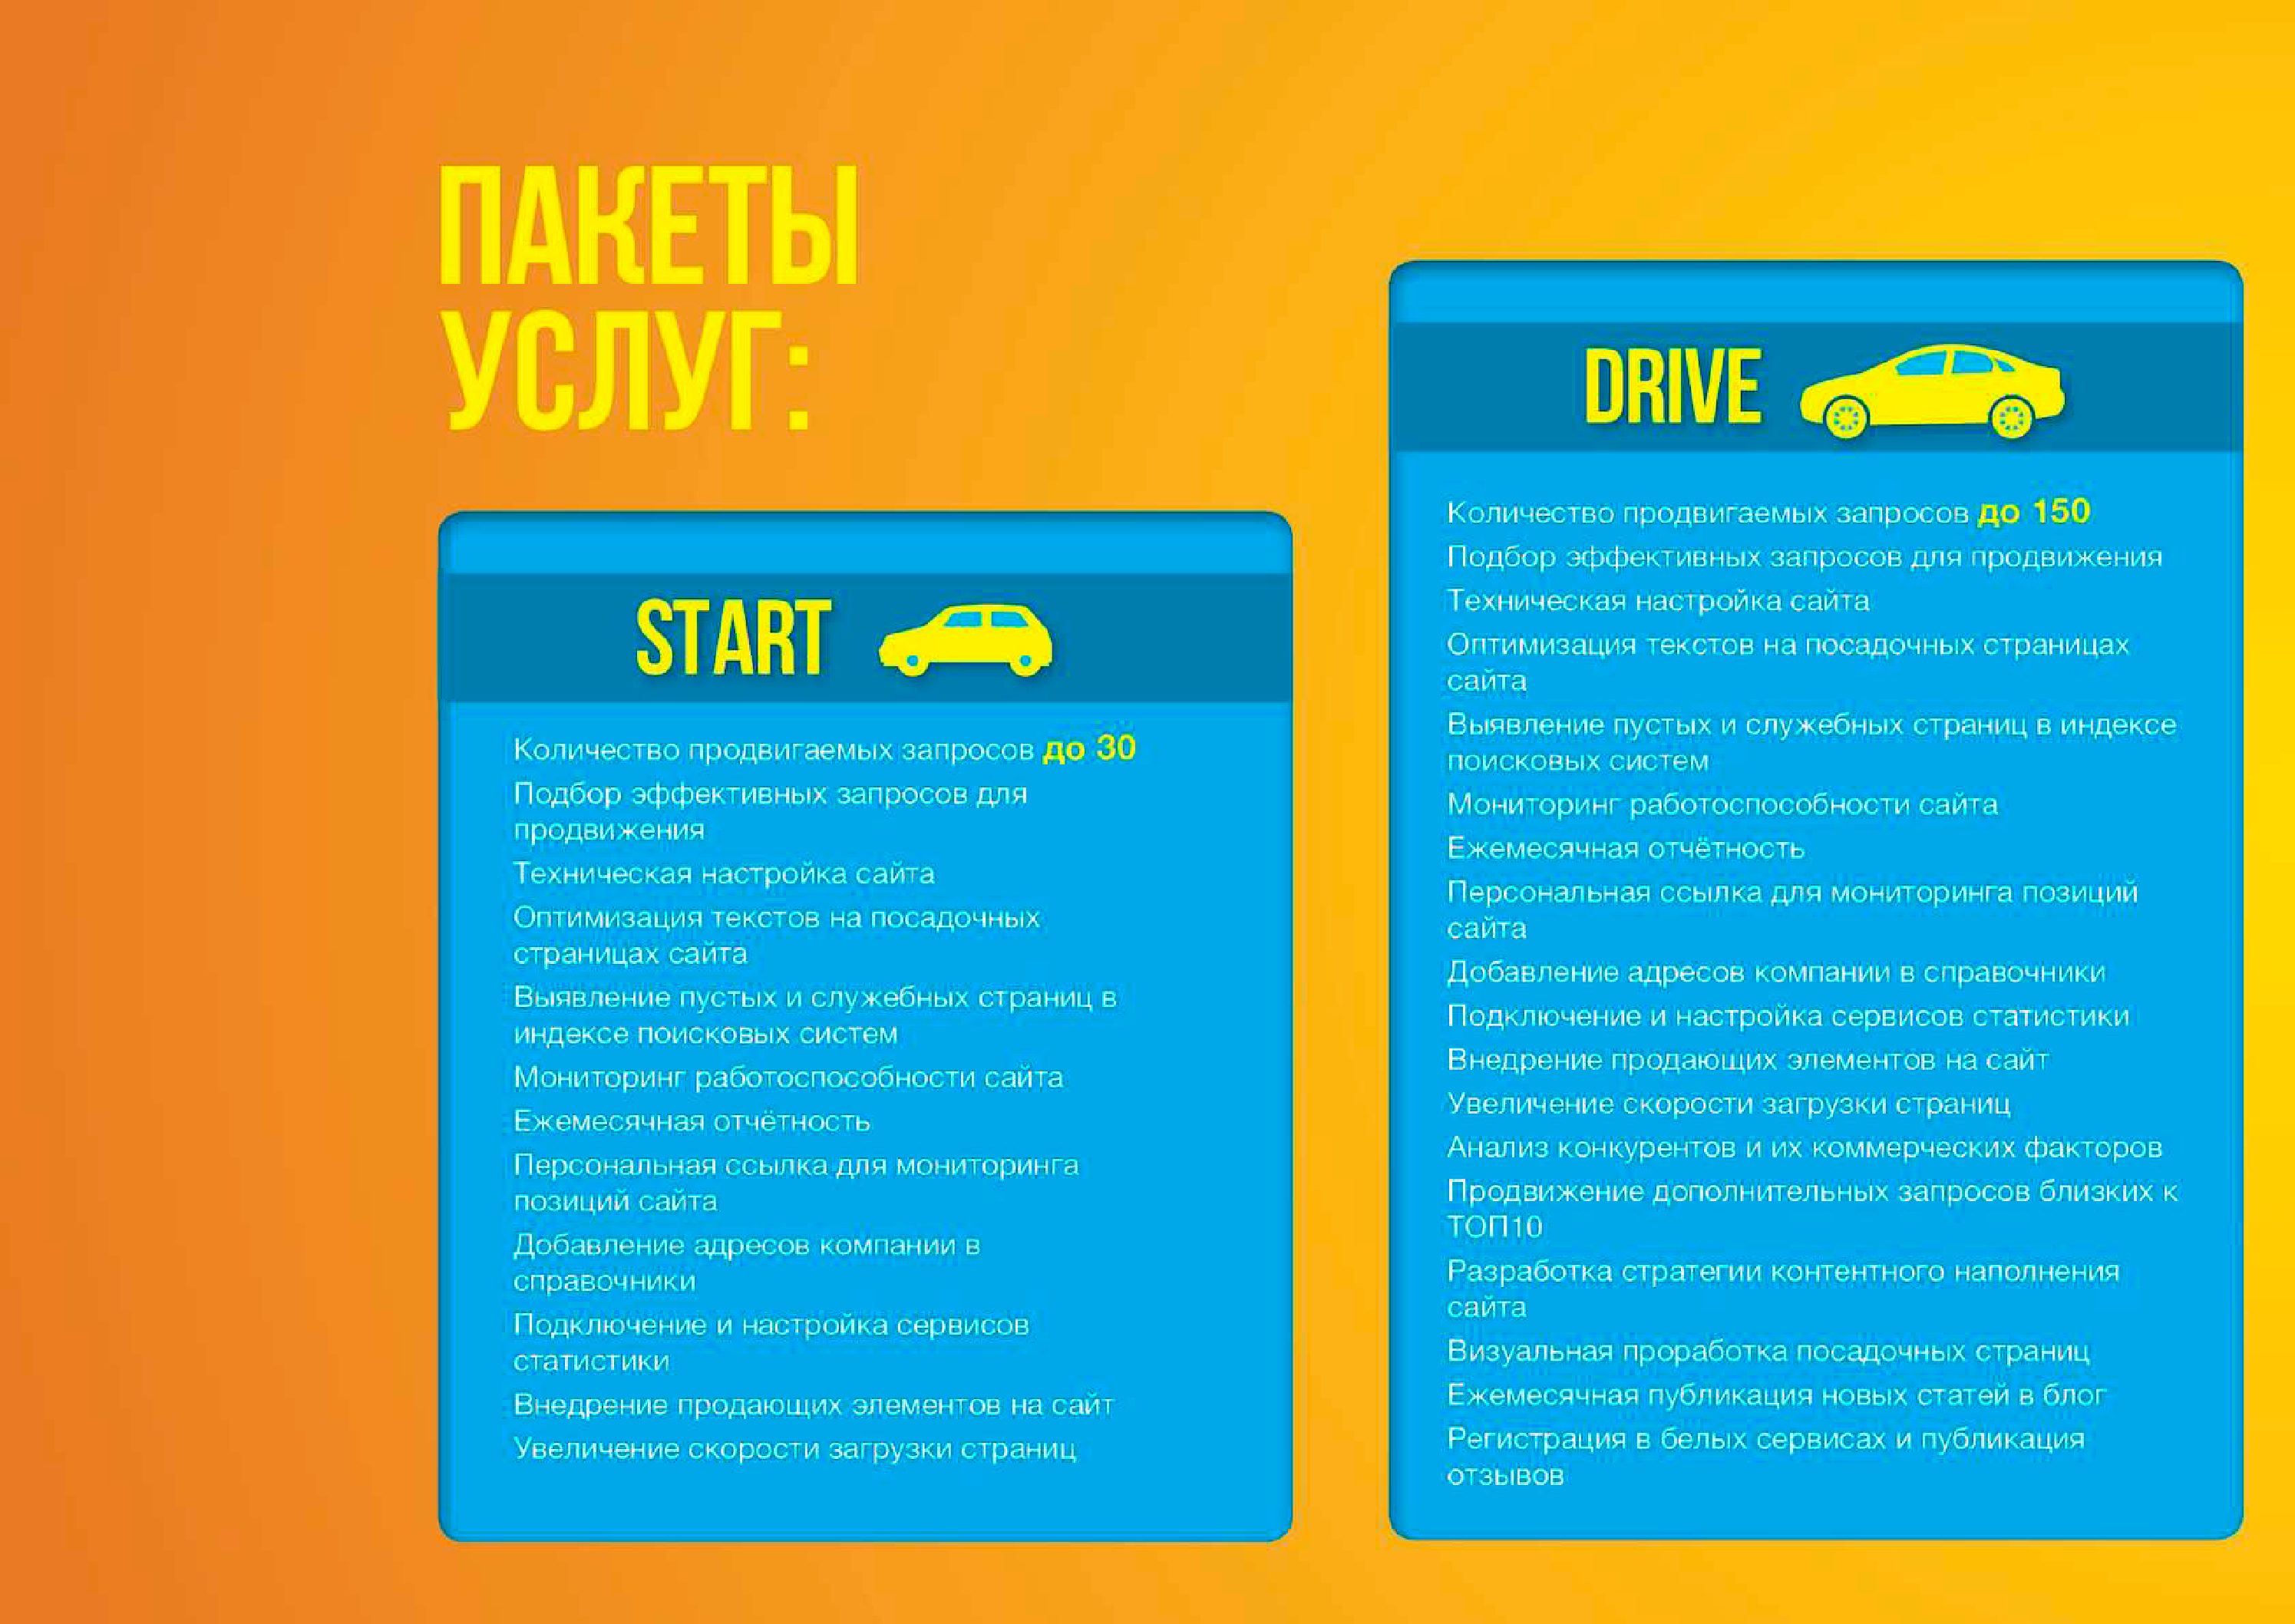 ПАКЕТЫ
УСЛУГ:
START
Количество продвигаемых запросов до 30
Подбор эффективных запросов для
продвижения
Техническая настройка сайта
Оптимизация текстов на посадочных
страницах сайта
Выявление пустых и служебных страниц в
индексе поисковых систем
Мониторинг работоспособности сайта
Ежемесячная отчётность
Персональная ссылка для мониторинга
позиций сайта
Добавление адресов компании в
справочники
Подключение и настройка сервисов
статистики
Внедрение продающих элементов на сайт
Увеличение скорости загрузки страниц
DRIVE
Количество продвигаемых запросов до 150
Подбор эффективных запросов для продвижения
Техническая настройка сайта
Оптимизация текстов на посадочных страницах
сайта
Выявление пустых и служебных страниц в индексе
поисковых систем
Мониторинг работоспособности сайта
Ежемесячная отчётность
Персональная ссылка для мониторинга позиций
сайта
Добавление адресов компании в справочники
Подключение и настройка сервисов статистики
Внедрение продающих элементов на сайт
Увеличение скорости загрузки страниц
Анализ конкурентов и их коммерческих факторов
Продвижение дополнительных запросов близких к
ТОП10
Разработка стратегии контентного наполнения
сайта
Визуальная проработка посадочных страниц
Ежемесячная публикация новых статей в блог
Регистрация в белых сервисах и публикация
отзывов